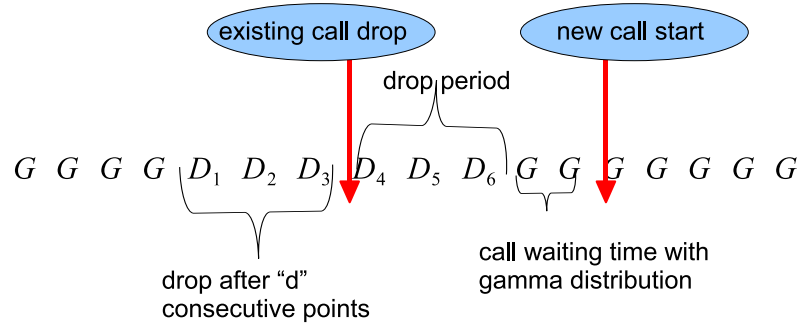 existing call drop
new call start
drop period
G G G G D₁ D₂ D₃ D₄ D₅ D₆ G G G G G G G
call waiting time with
gamma distribution
drop after “d”
consecutive points